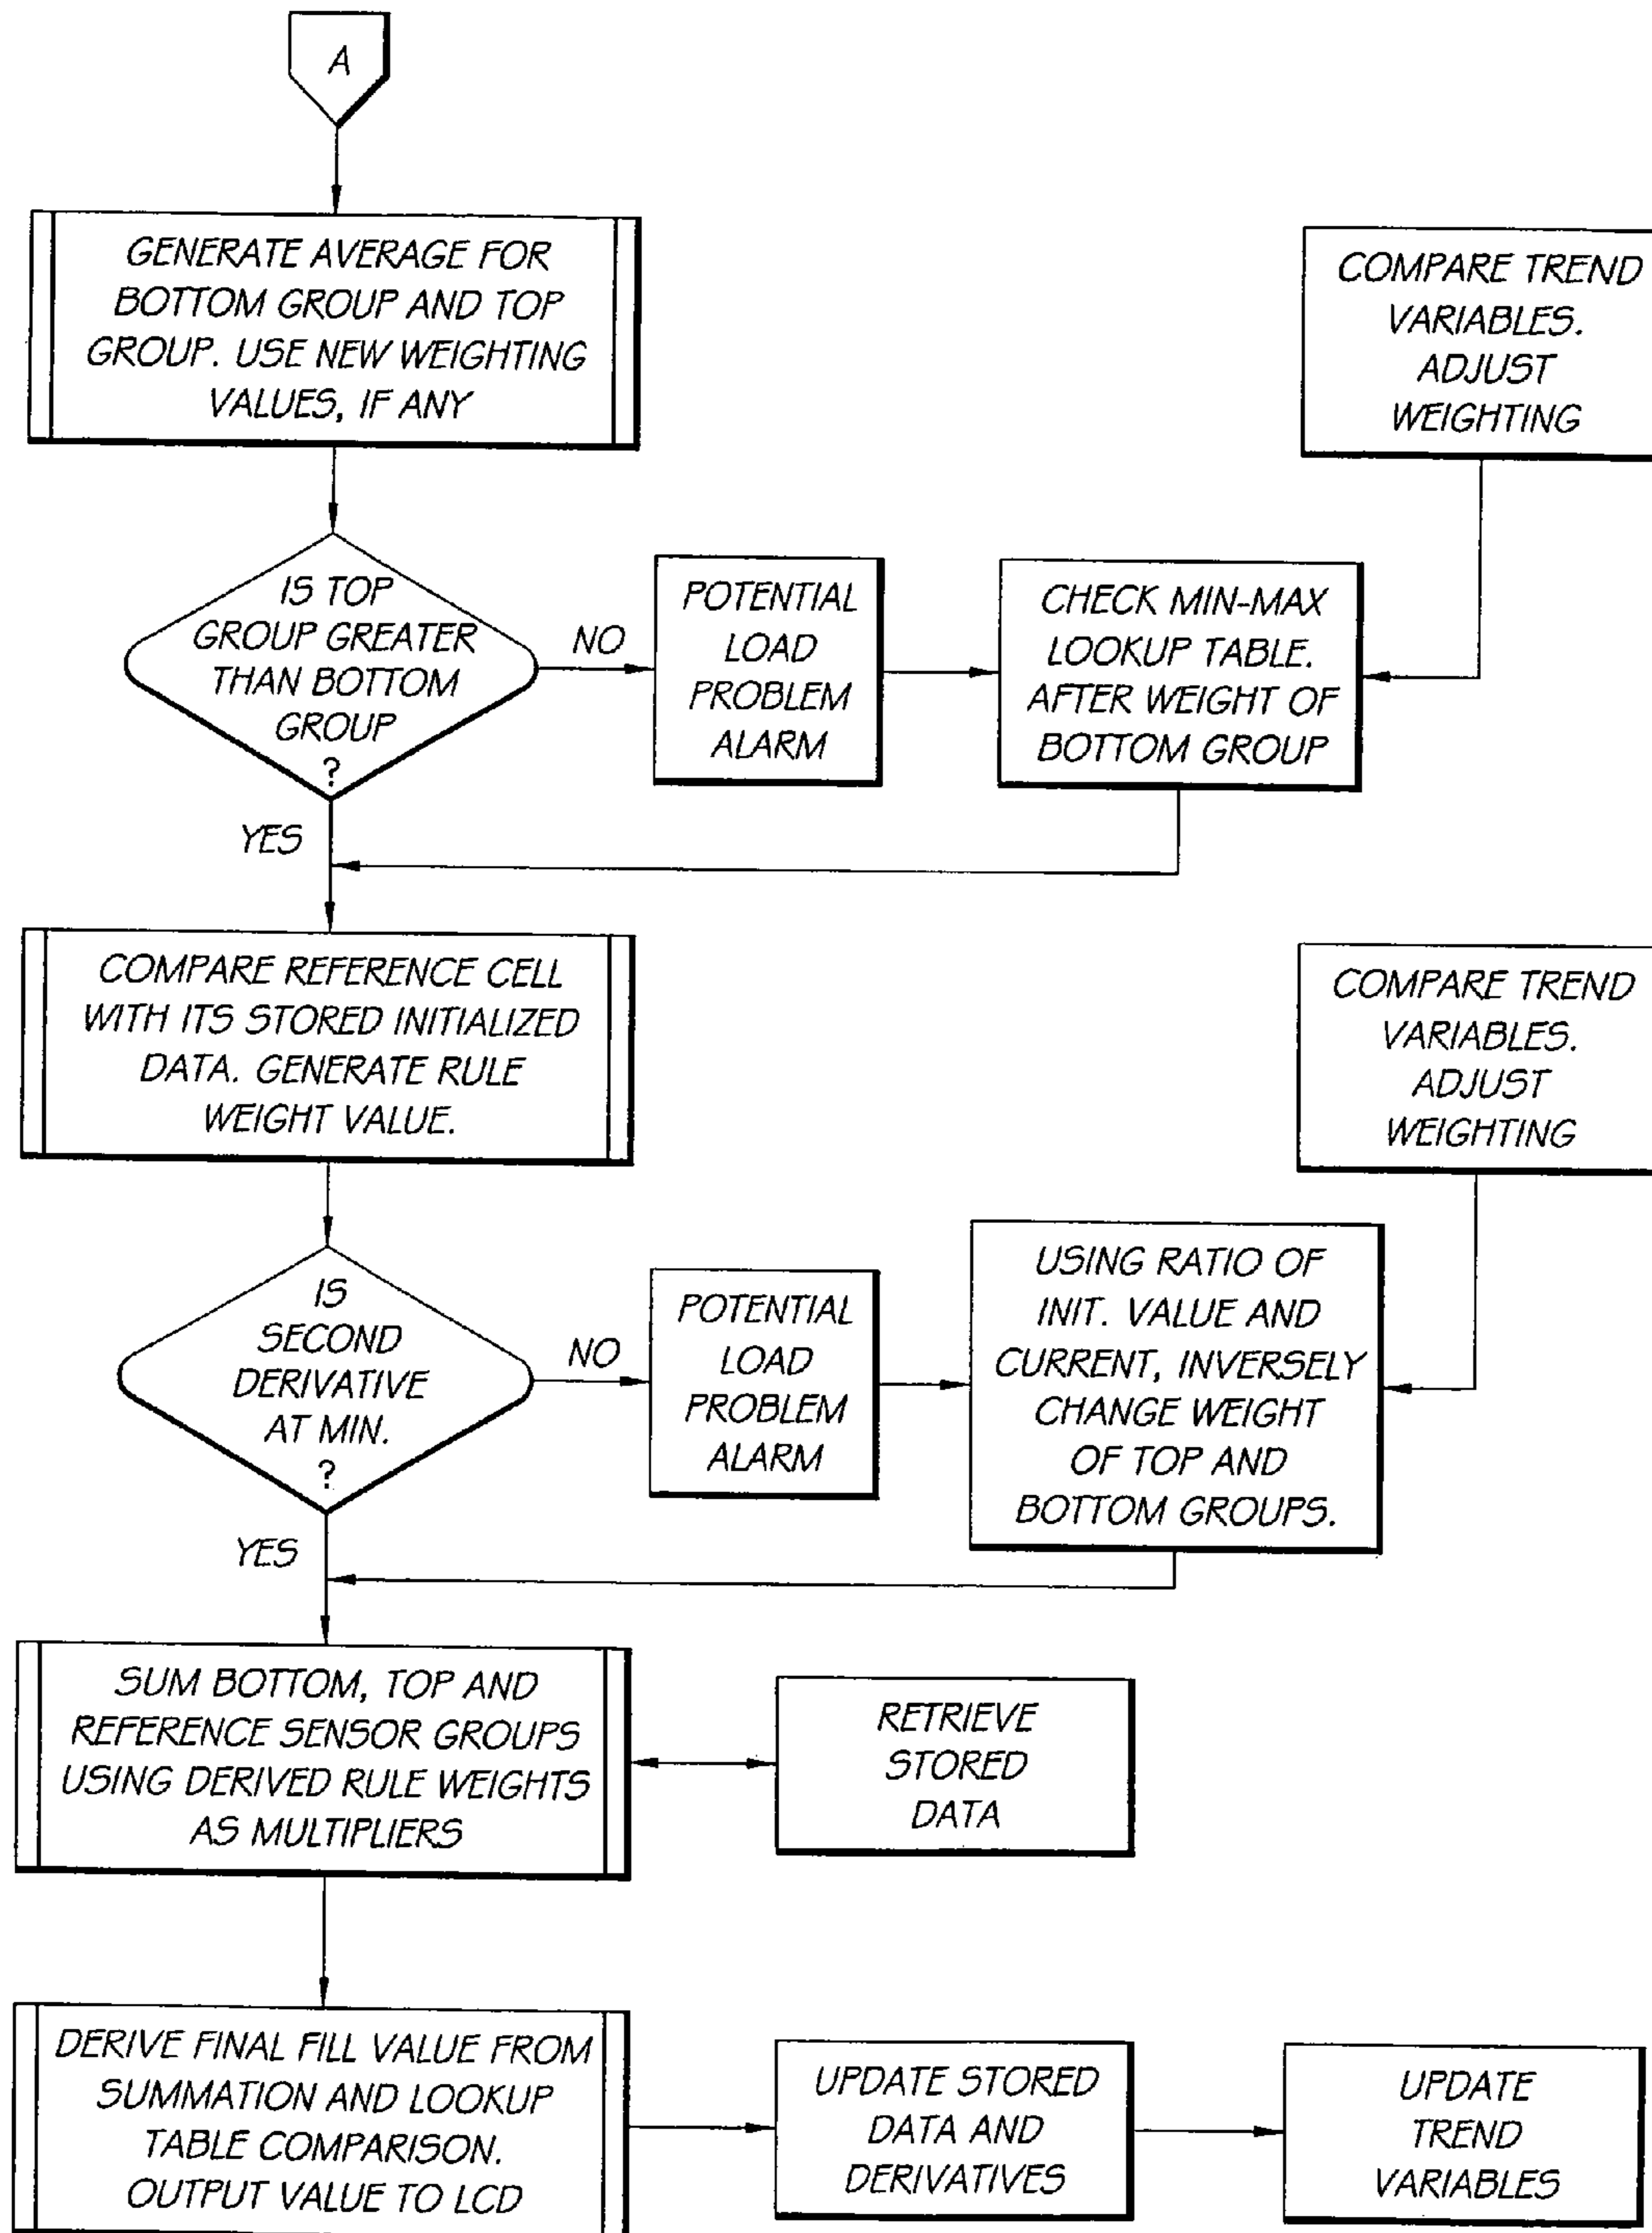 A
GENERATE AVERAGE FOR
BOTTOM GROUP AND TOP
GROUP. USE NEW WEIGHTING
VALUES, IF ANY
COMPARE TREND
VARIABLES.
ADJUST
WEIGHTING
IS TOP
GROUP GREATER
THAN BOTTOM
GROUP
?
NO
POTENTIAL
LOAD
PROBLEM
ALARM
CHECK MIN-MAX
LOOKUP TABLE.
AFTER WEIGHT OF
BOTTOM GROUP
YES
COMPARE REFERENCE CELL
WITH ITS STORED INITIALIZED
DATA. GENERATE RULE
WEIGHT VALUE.
COMPARE TREND
VARIABLES.
ADJUST
WEIGHTING
IS
SECOND
DERIVATIVE
AT MIN.
?
NO
POTENTIAL
LOAD
PROBLEM
ALARM
USING RATIO OF
INIT. VALUE AND
CURRENT, INVERSELY
CHANGE WEIGHT
OF TOP AND
BOTTOM GROUPS.
YES
SUM BOTTOM, TOP AND
REFERENCE SENSOR GROUPS
USING DERIVED RULE WEIGHTS
AS MULTIPLIERS
RETRIEVE
STORED
DATA
DERIVE FINAL FILL VALUE FROM
SUMMATION AND LOOKUP
TABLE COMPARISON.
OUTPUT VALUE TO LCD
UPDATE STORED
DATA AND
DERIVATIVES
UPDATE
TREND
VARIABLES